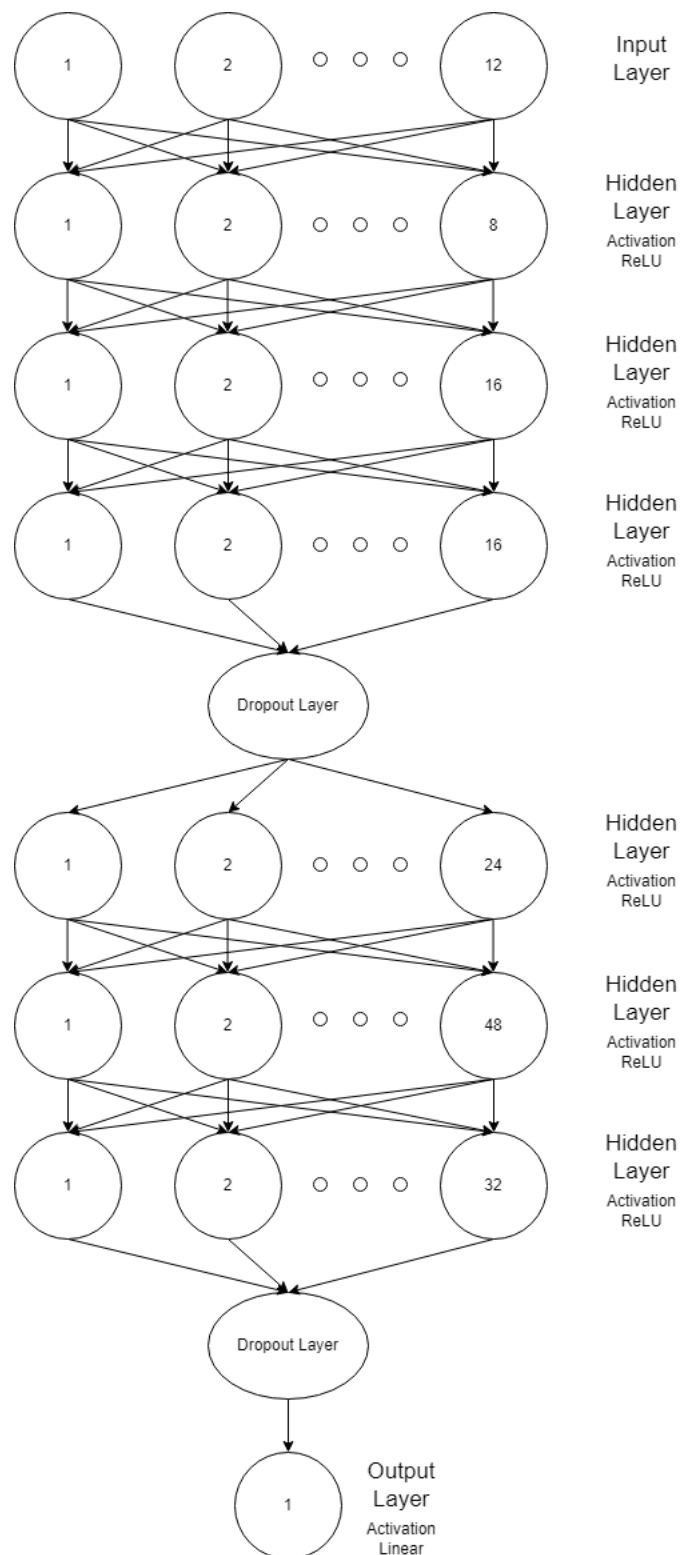 1 2 12 Input
Layer
1 2 8 Hidden
Layer
Activation
ReLU
1 2 16 Hidden
Layer
Activation
ReLU
1 2 16 Hidden
Layer
Activation
ReLU
Dropout Layer
1 2 24 Hidden
Layer
Activation
ReLU
1 2 48 Hidden
Layer
Activation
ReLU
1 2 32 Hidden
Layer
Activation
ReLU
Dropout Layer
1 Output
Layer
Activation
Linear